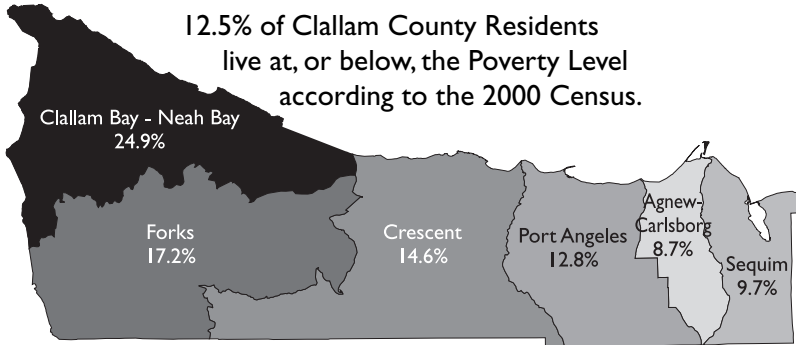 12.5% of Clallam County Residents
live at, or below, the Poverty Level
according to the 2000 Census.
Clallam Bay - Neah Bay
24.9%
Forks
17.2%
Crescent
14.6%
Port Angeles
12.8%
Agnew-
Carlsborg
8.7%
Sequim
9.7%